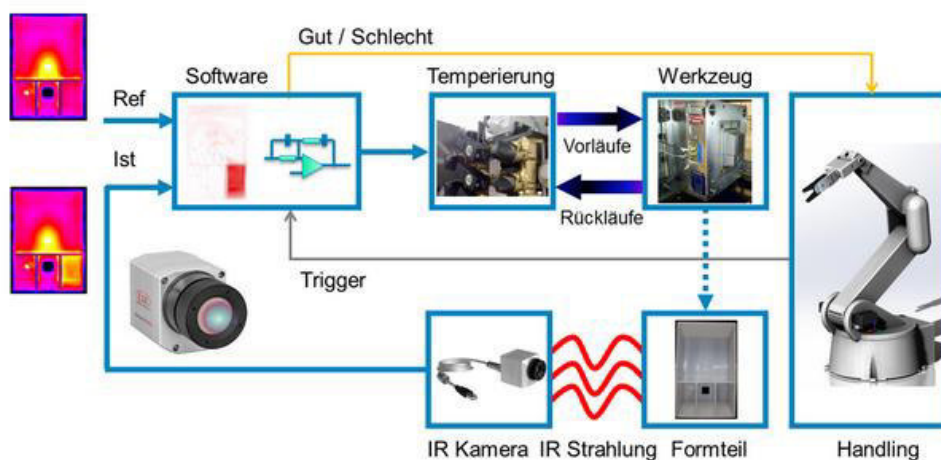 Gut / Schlecht
Software
Temperierung
Werkzeug
Ref
Ist
Vorläufe
Rückläufe
Trigger
IR Kamera
IR Strahlung
Formteil
Handling